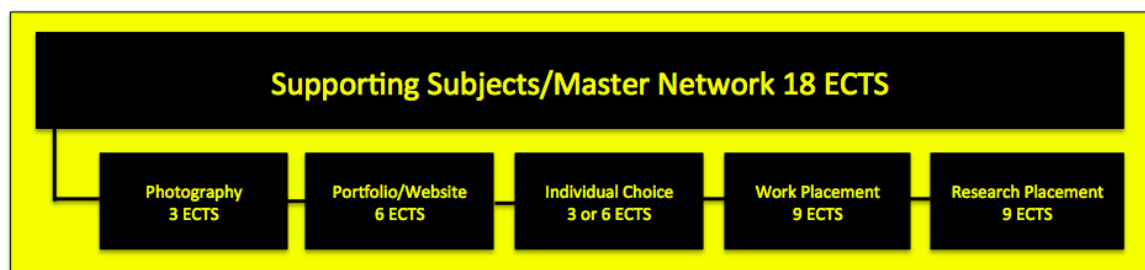 Supporting Subjects/Master Network 18 ECTS
Photography
3 ECTS
Portfolio/Website
6 ECTS
Individual Choice
3 or 6 ECTS
Work Placement
9 ECTS
Research Placement
9 ECTS